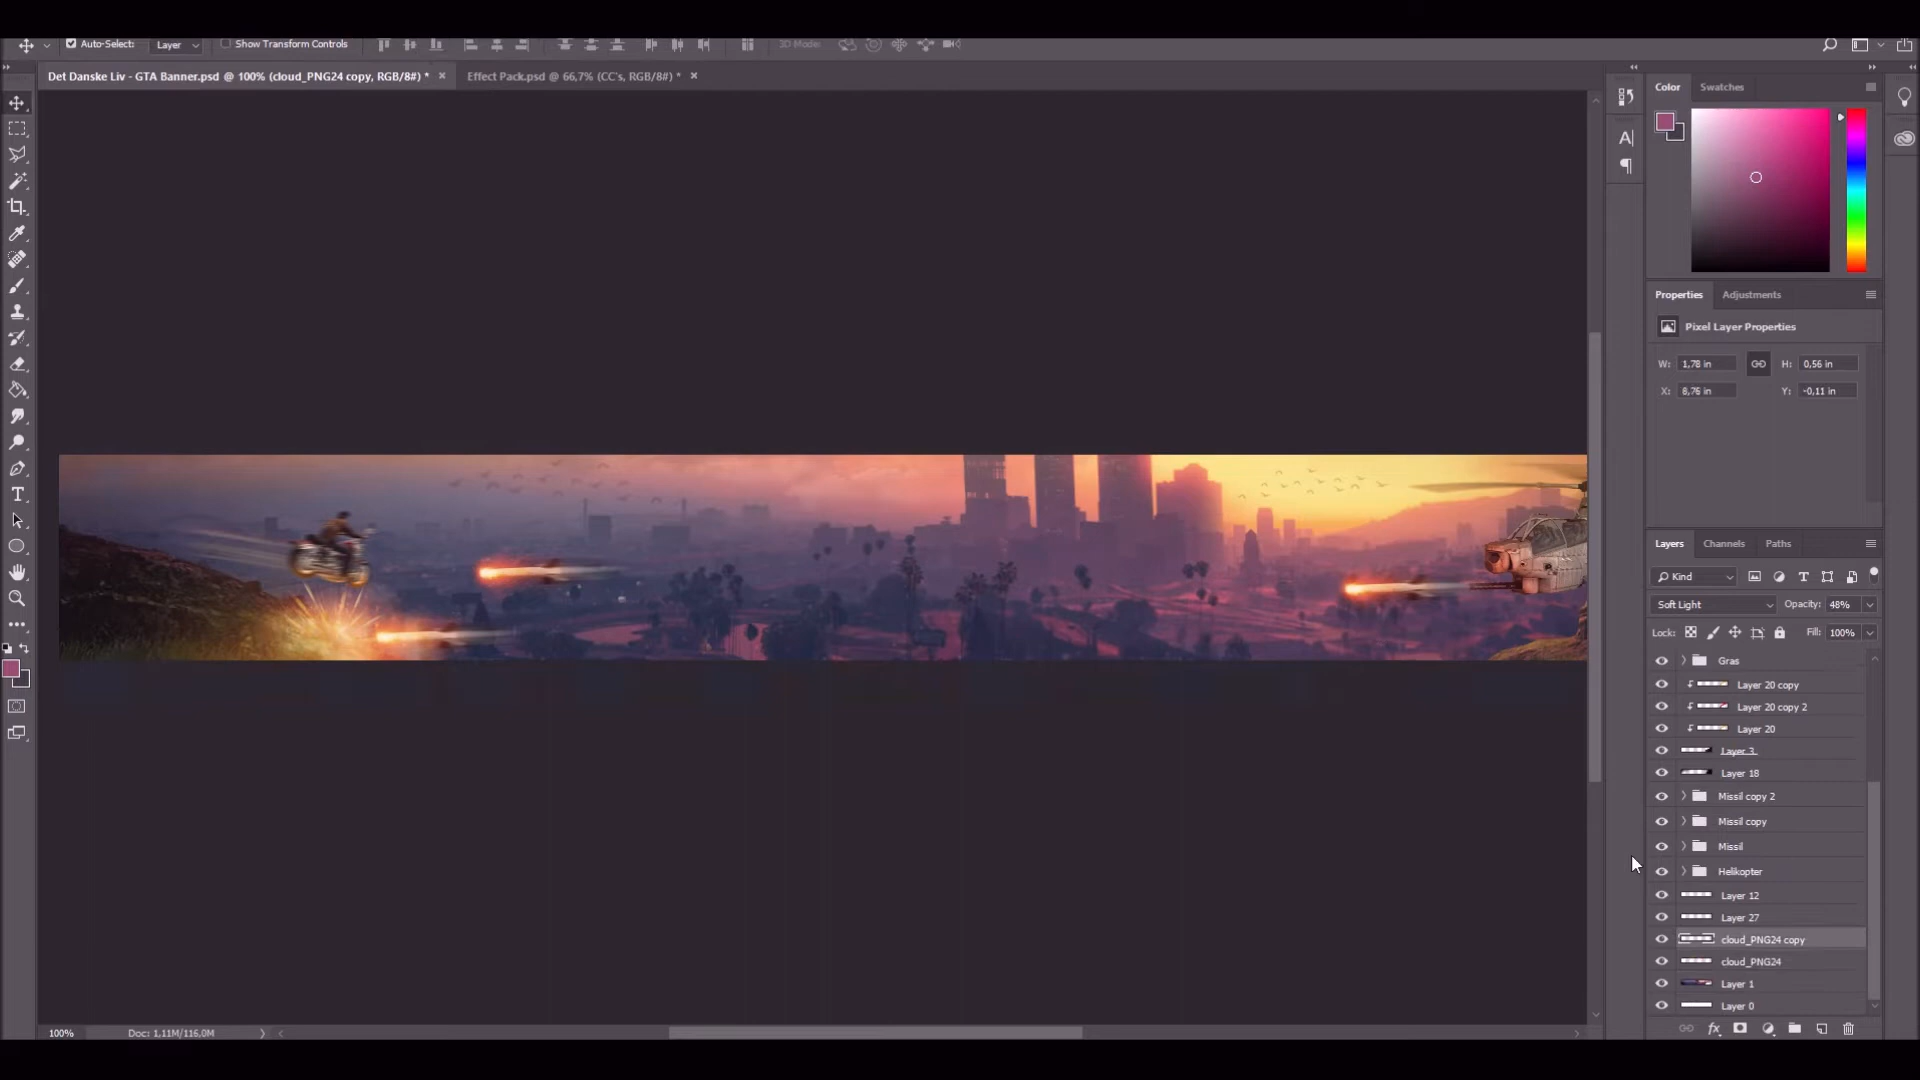 Auto-Select: Layer Show Transform Controls 3D Mode:
Det Danske Liv - GTA Banner.psd @ 100% (cloud_PNG24 copy, RGB/8#) * Effect Pack.psd @ 66,7% (CC's, RGB/8#) *
Color Swatches
Properties Adjustments
Pixel Layer Properties
W: 1,78 in H: 0,56 in
X: 8,76 in Y: -0,11 in
Layers Channels Paths
Kind
Soft Light Opacity: 48%
Lock: Fill: 100%
Gras
Layer 20 copy
Layer 20 copy 2
Layer 20
Layer 3
Layer 18
Missil copy 2
Missil copy
Missil
Helikopter
Layer 12
Layer 27
cloud_PNG24 copy
cloud_PNG24
Layer 1
Layer 0
100% Doc: 1,11M/116,0M